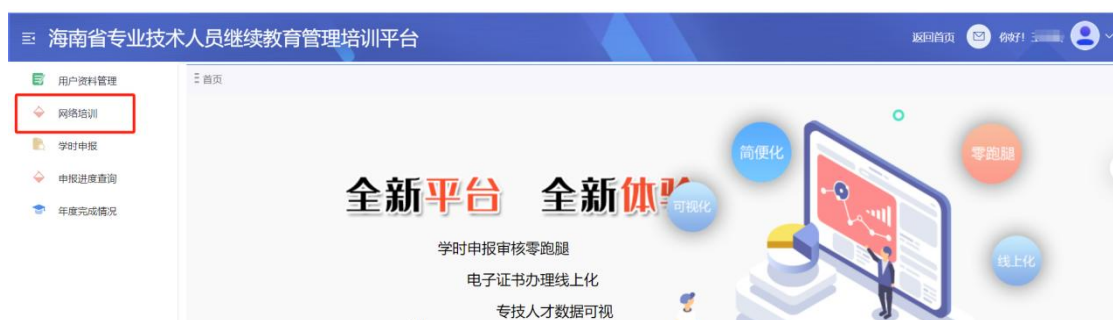 海南省专业技术人员继续教育管理培训平台
返回首页 你好!
用户资料管理
首页
网络培训
学时申报
申报进度查询
年度完成情况
简便化
零跑腿
全新平台 全新体
可视化
学时申报审核零跑腿
线上化
电子证书办理线上化
专技人才数据可视